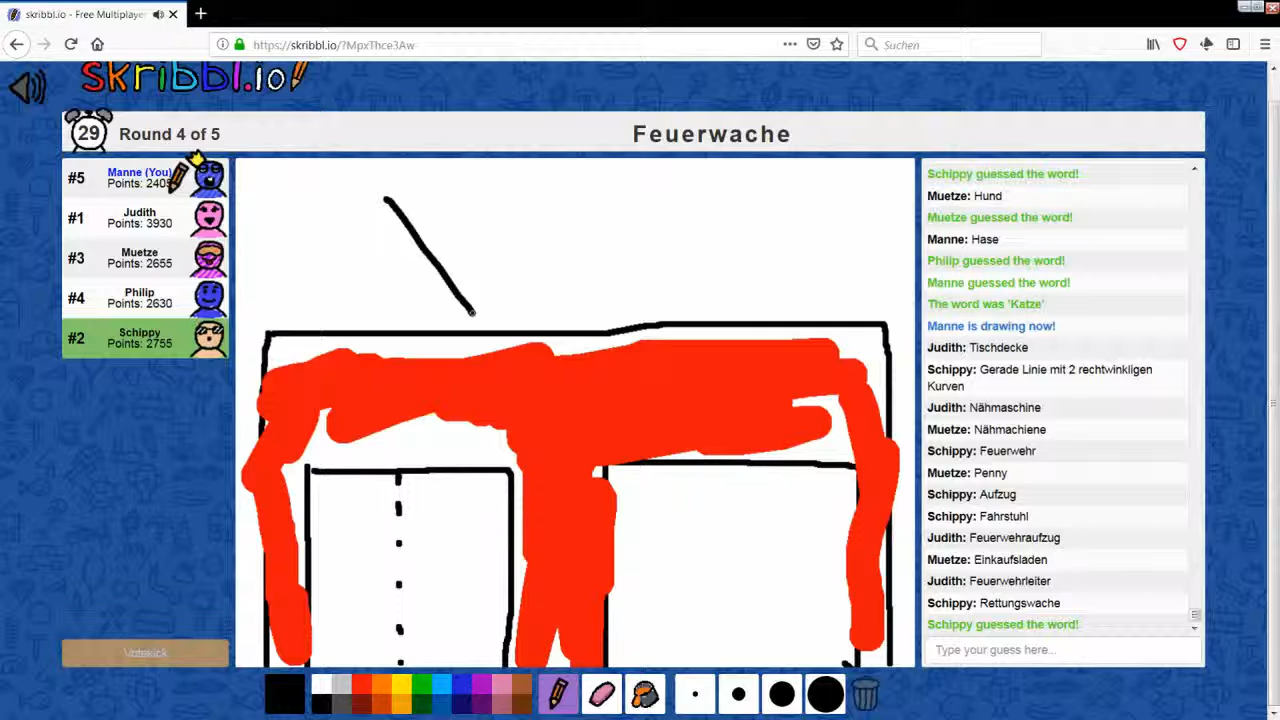 skribbl.io - Free Multiplayer
https://skribbl.io/?MpxThce3Aw
Suchen
skribbl.io!
29
Round 4 of 5
Feuerwache
#5
Manne (You)
Points: 2405
#1
Judith
Points: 3930
#3
Muetze
Points: 2655
#4
Philip
Points: 2630
#2
Schippy
Points: 2755
Votekick
Schippy guessed the word!
Muetze: Hund
Muetze guessed the word!
Manne: Hase
Philip guessed the word!
Manne guessed the word!
The word was 'Katze'
Manne is drawing now!
Judith: Tischdecke
Schippy: Gerade Linie mit 2 rechtwinkligen
Kurven
Judith: Nähmaschine
Muetze: Nähmachiene
Schippy: Feuerwehr
Muetze: Penny
Schippy: Aufzug
Schippy: Fahrstuhl
Judith: Feuerwehraufzug
Muetze: Einkaufsladen
Judith: Feuerwehrleiter
Schippy: Rettungswache
Schippy guessed the word!
Type your guess here...